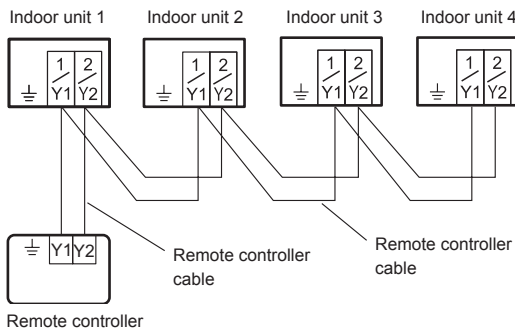 Indoor unit 1 Indoor unit 2 Indoor unit 3 Indoor unit 4
1 2 1 2 1 2 1 2
Y1 Y2 Y1 Y2 Y1 Y2 Y1 Y2
Y1 Y2
Remote controller
cable
Remote controller
cable
Remote controller